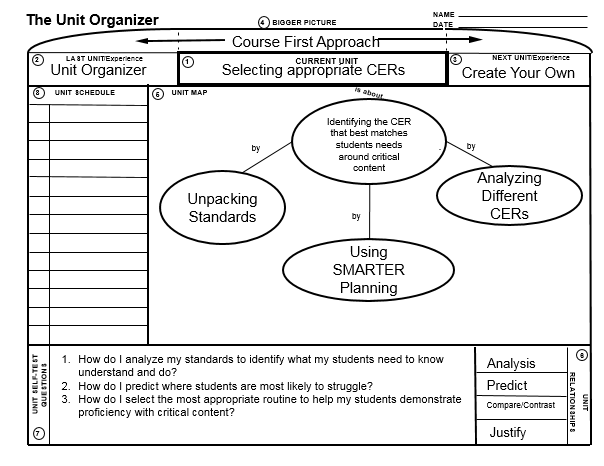 The Unit Organizer
④ BIGGER PICTURE
NAME
DATE
Course First Approach
② LAST UNIT/Experience
Unit Organizer
① CURRENT UNIT
Selecting appropriate CERs
③ NEXT UNIT/Experience
Create Your Own
⑧ UNIT SCHEDULE
⑤ UNIT MAP
is about
Identifying the CER
that best matches
students needs
around critical
content
by
by
by
Unpacking
Standards
Analyzing
Different
CERs
Using
SMARTER
Planning
UNIT SELF-TEST
QUESTIONS
⑦
1. How do I analyze my standards to identify what my students need to know
understand and do?
2. How do I predict where students are most likely to struggle?
3. How do I select the most appropriate routine to help my students demonstrate
proficiency with critical content?
Analysis
Predict
Compare/Contrast
Justify
⑥
UNIT
RELATIONSHIPS